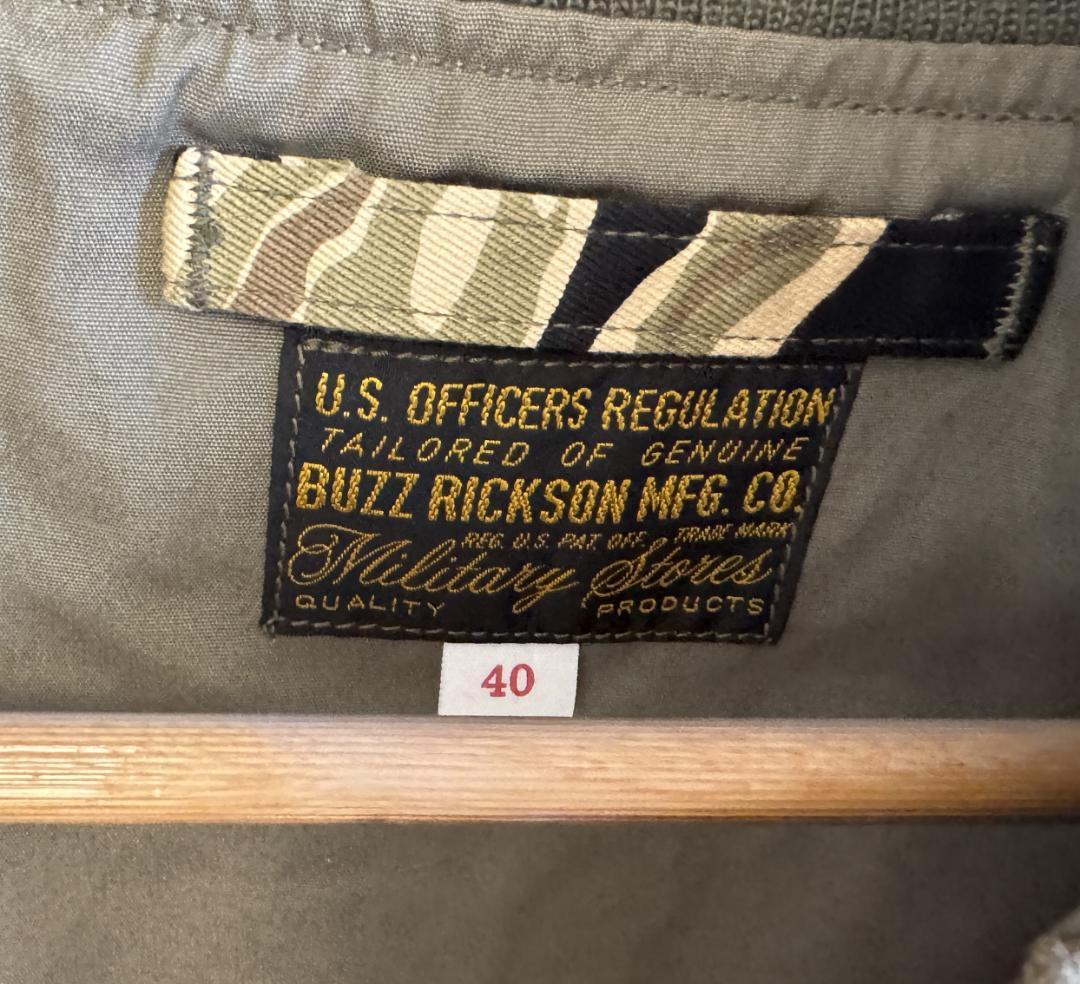 U.S. OFFICERS REGULATION
TAILORED OF GENUINE
BUZZ RICKSON MFG. CO.
REG. U.S. PAT. OFF. TRADE MARK
Military Stores
QUALITY PRODUCTS
40